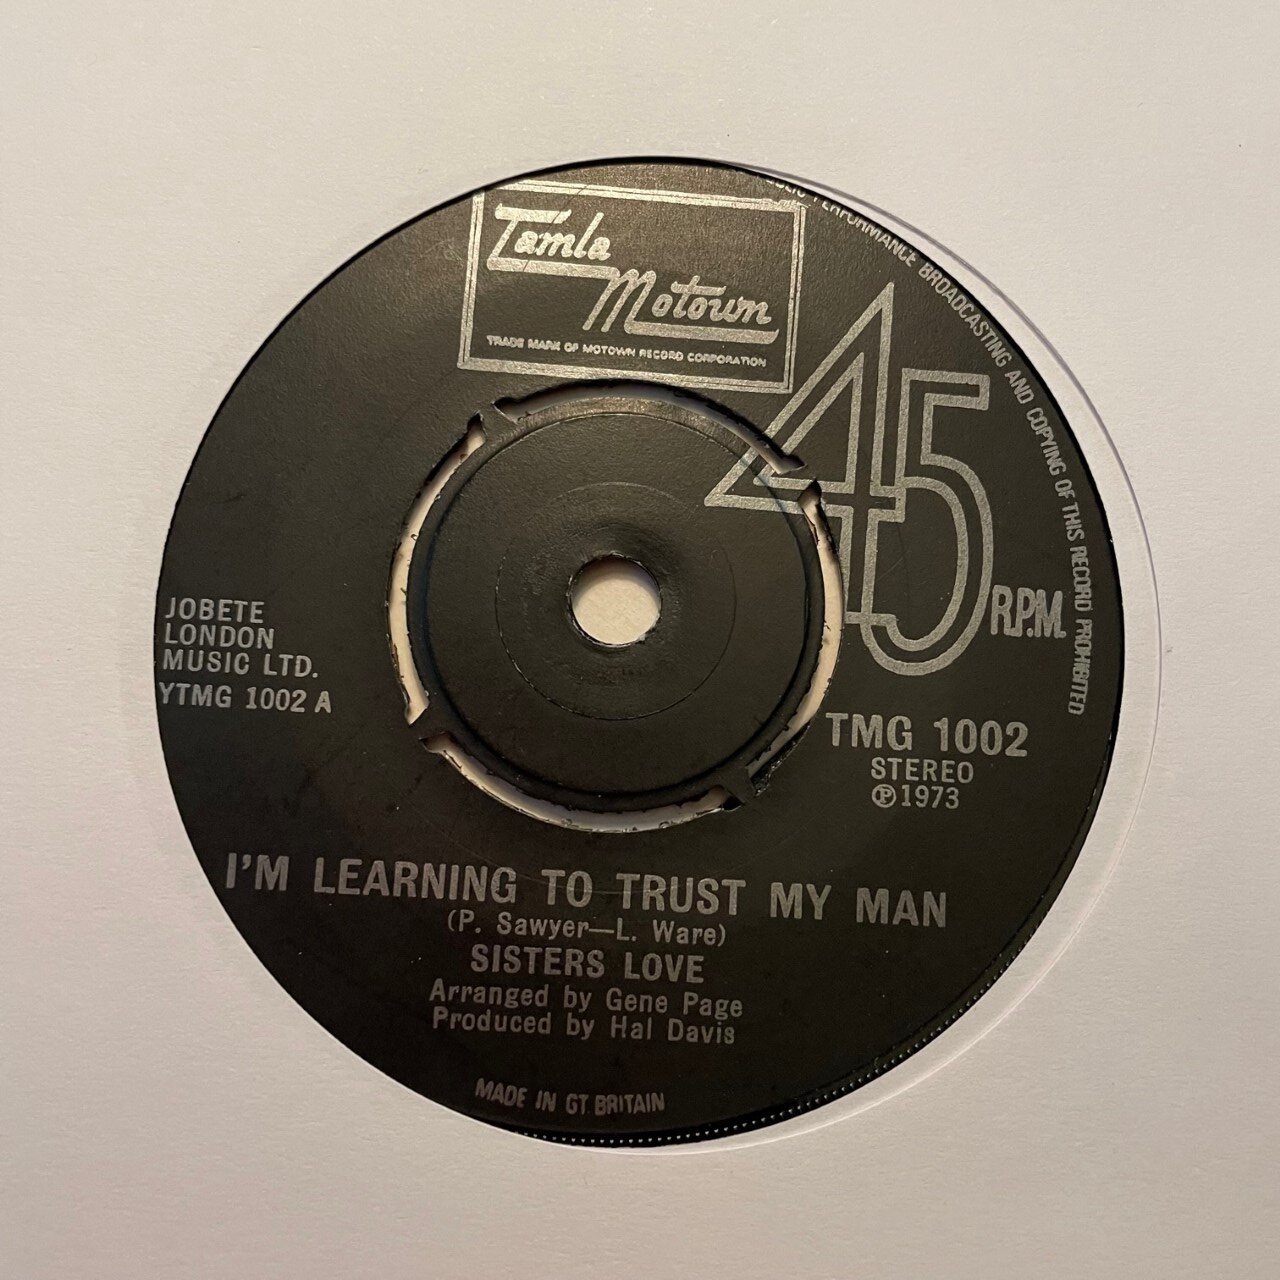 Tamla
Motown
TRADE MARK OF MOTOWN RECORD CORPORATION
PERFORMANCE BROADCASTING AND COPYING OF THIS RECORD PROHIBITED
45
R.P.M.
JOBETE
LONDON
MUSIC LTD.
YTMG 1002 A
TMG 1002
STEREO
Ⓟ1973
I'M LEARNING TO TRUST MY MAN
(P. Sawyer—L. Ware)
SISTERS LOVE
Arranged by Gene Page
Produced by Hal Davis
MADE IN GT. BRITAIN